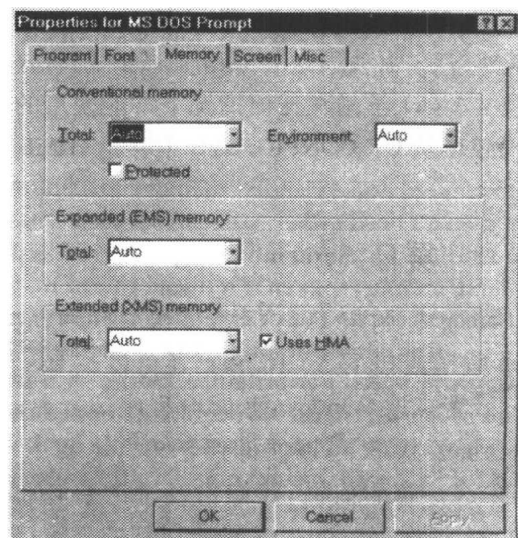 Properties for MS DOS Prompt
Program Font Memory Screen Misc
Conventional memory
Total: Auto Environment: Auto
Protected
Expanded (EMS) memory
Total: Auto
Extended (XMS) memory
Total: Auto Uses HMA
OK Cancel Apply